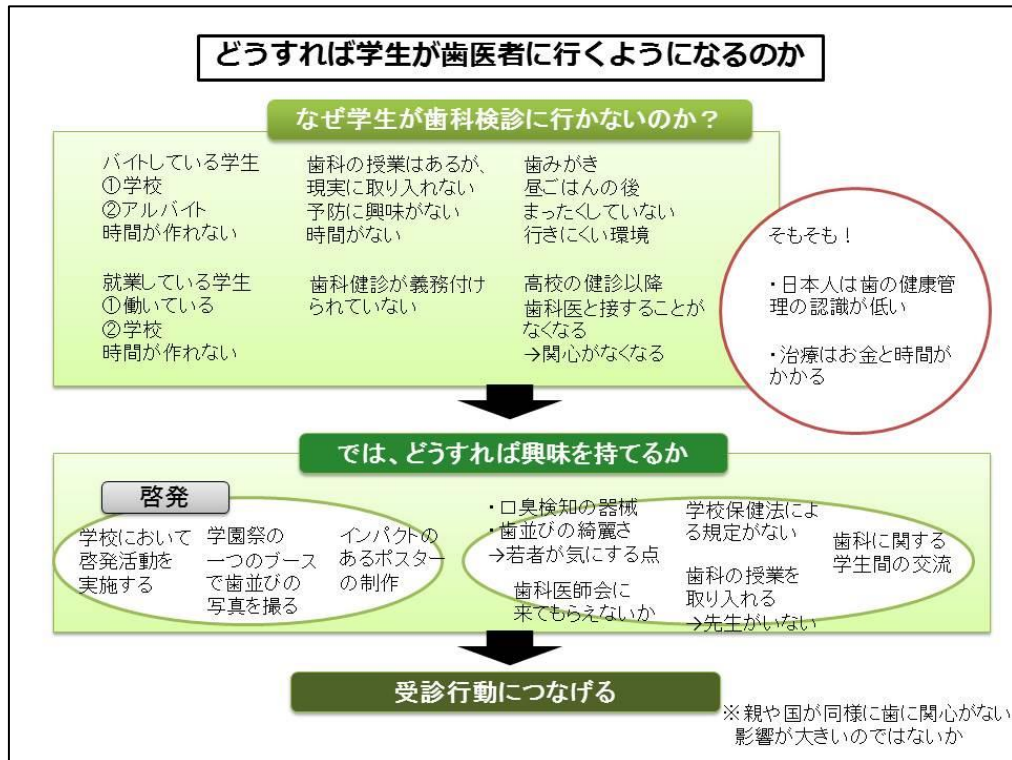 どうすれば学生が歯医者に行くようになるのか
なぜ学生が歯科検診に行かないのか？
バイトしている学生
①学校
②アルバイト
時間が作れない
歯科の授業はあるが、
現実に取り入れない
予防に興味がない
時間がない
歯みがき
昼ごはんの後
まったくしていない
行きにくい環境
就業している学生
①働いている
②学校
時間が作れない
歯科健診が義務付け
られていない
高校の健診以降
歯科医と接することが
なくなる
→関心がなくなる
そもそも！
・日本人は歯の健康管
理の認識が低い
・治療はお金と時間が
かかる
では、どうすれば興味を持てるか
啓発
学校において
啓発活動を
実施する
学園祭の
一つのブース
で歯並びの
写真を撮る
インパクトの
あるポスター
の制作
・口臭検知の器械
・歯並びの綺麗さ
→若者が気にする点
歯科医師会に
来てもらえないか
学校保健法によ
る規定がない
歯科の授業を
取り入れる
→先生がいない
歯科に関する
学生間の交流
受診行動につなげる
※親や国が同様に歯に関心がない
影響が大きいのではないか